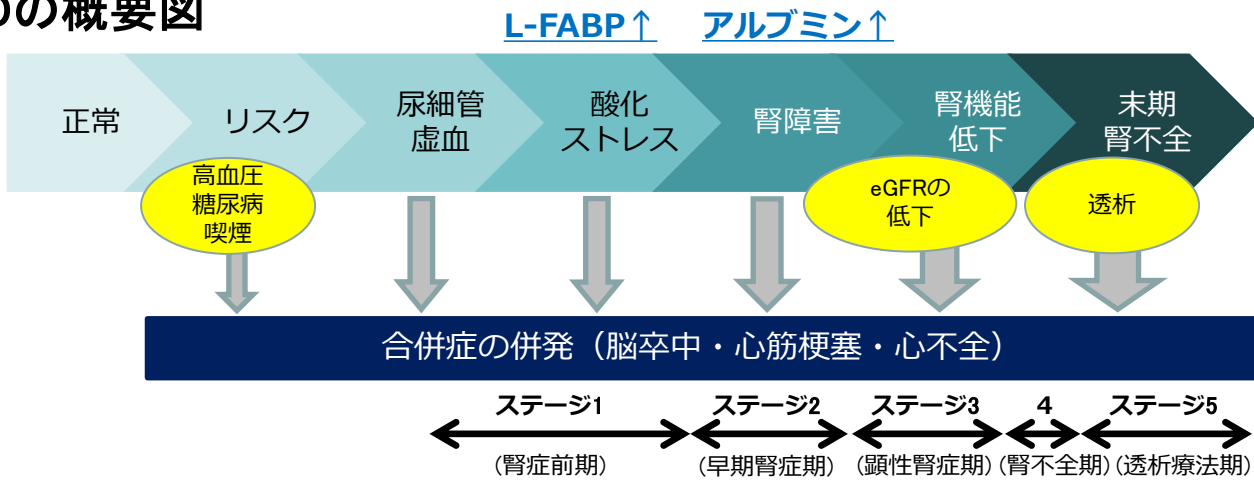 の概要図
L-FABP↑
アルブミン↑
正常
リスク
尿細管
虚血
酸化
ストレス
腎障害
腎機能
低下
末期
腎不全
高血圧
糖尿病
喫煙
eGFRの
低下
透析
合併症の併発（脳卒中・心筋梗塞・心不全）
ステージ1
ステージ2
ステージ3
4
ステージ5
(腎症前期)
(早期腎症期)
(顕性腎症期)
(腎不全期)
(透析療法期)